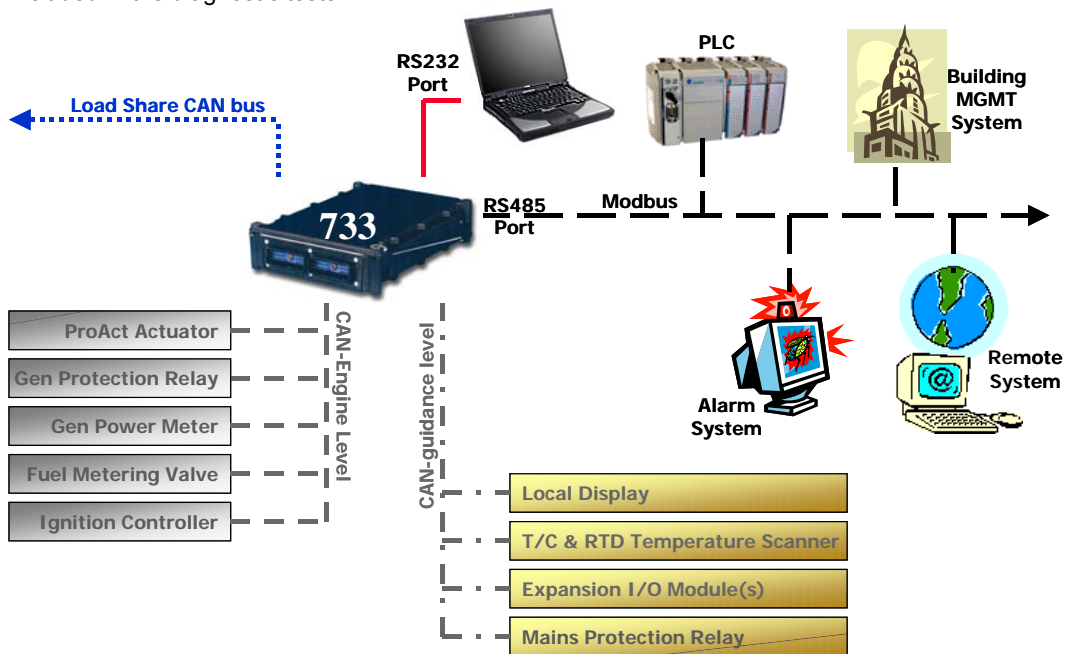 RS232
Port
PLC
Building
MGMT
System
Load Share CAN bus
733
RS485
Port
Modbus
ProAct Actuator
Gen Protection Relay
Gen Power Meter
Fuel Metering Valve
Ignition Controller
CAN-Engine Level
CAN-guidance level
Alarm
System
@
Remote
System
Local Display
T/C & RTD Temperature Scanner
Expansion I/O Module(s)
Mains Protection Relay